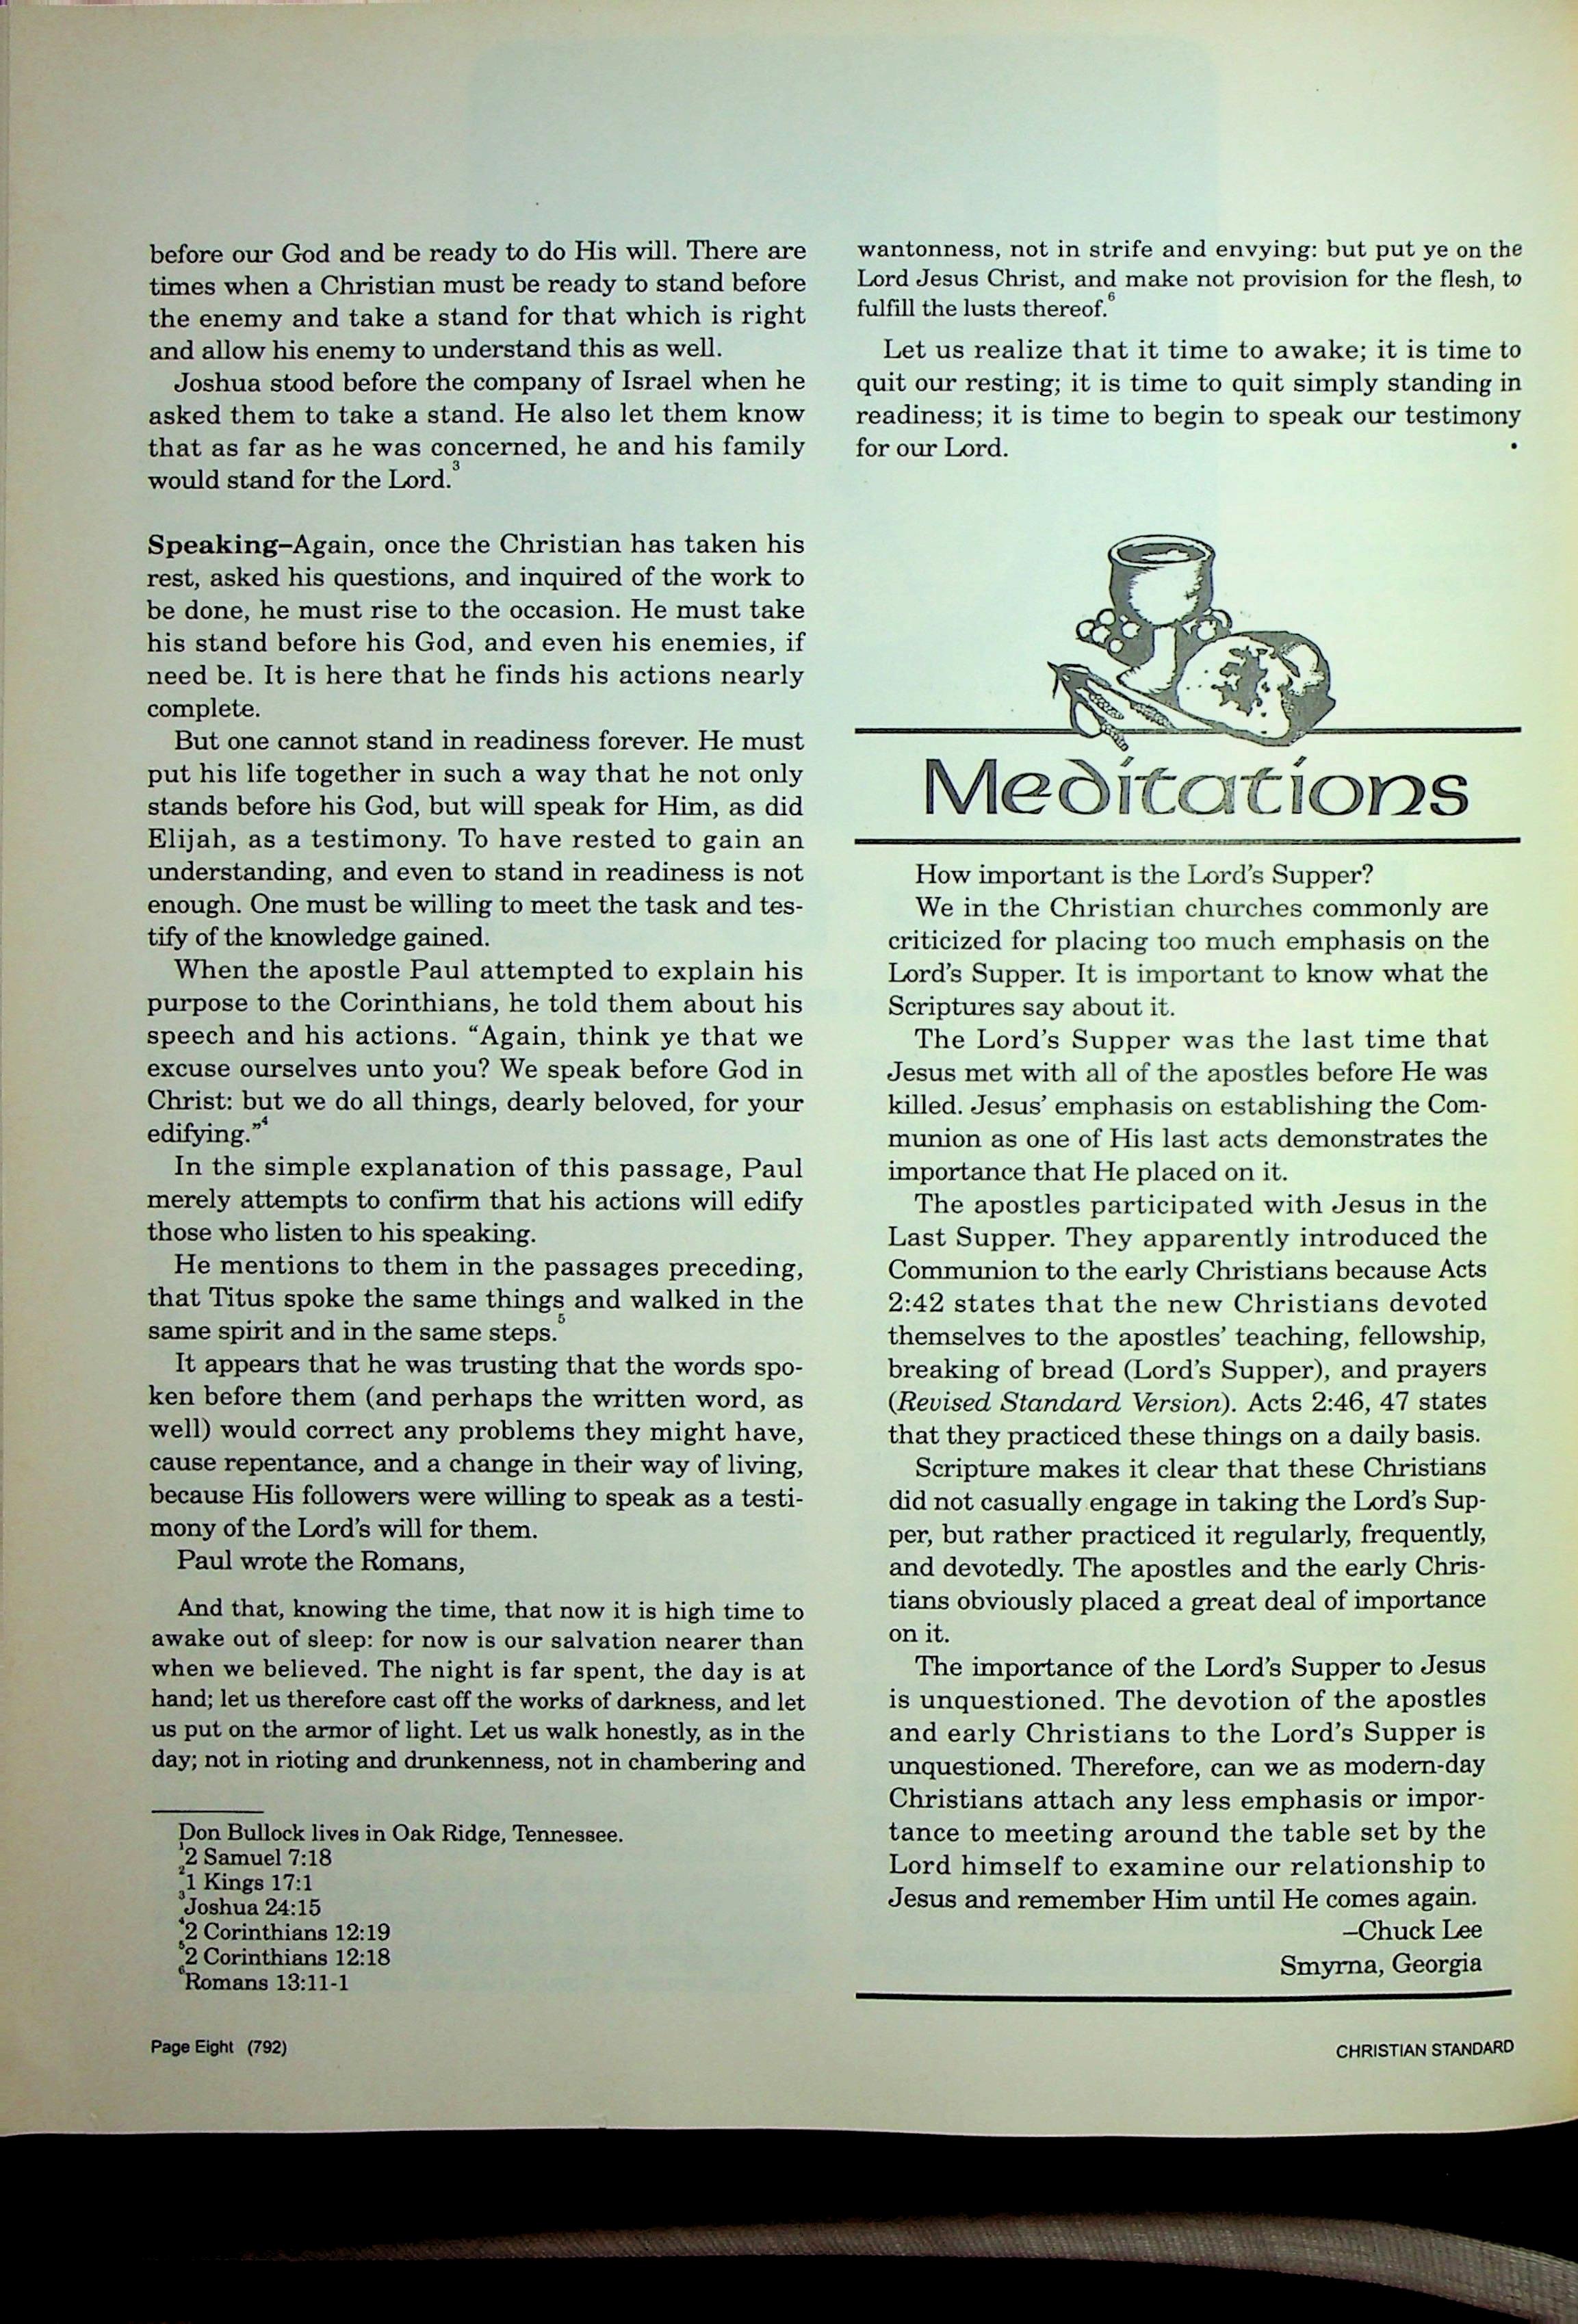 before our God and be ready to do His will. There are
times when a Christian must be ready to stand before
the enemy and take a stand for that which is right
and allow his enemy to understand this as well.
Joshua stood before the company of Israel when he
asked them to take a stand. He also let them know
that as far as he was concerned, he and his family
would stand for the Lord.3
Speaking–Again, once the Christian has taken his
rest, asked his questions, and inquired of the work to
be done, he must rise to the occasion. He must take
his stand before his God, and even his enemies, if
need be. It is here that he finds his actions nearly
complete.
But one cannot stand in readiness forever. He must
put his life together in such a way that he not only
stands before his God, but will speak for Him, as did
Elijah, as a testimony. To have rested to gain an
understanding, and even to stand in readiness is not
enough. One must be willing to meet the task and tes-
tify of the knowledge gained.
When the apostle Paul attempted to explain his
purpose to the Corinthians, he told them about his
speech and his actions. “Again, think ye that we
excuse ourselves unto you? We speak before God in
Christ: but we do all things, dearly beloved, for your
edifying.”4
In the simple explanation of this passage, Paul
merely attempts to confirm that his actions will edify
those who listen to his speaking.
He mentions to them in the passages preceding,
that Titus spoke the same things and walked in the
same spirit and in the same steps.5
It appears that he was trusting that the words spo-
ken before them (and perhaps the written word, as
well) would correct any problems they might have,
cause repentance, and a change in their way of living,
because His followers were willing to speak as a testi-
mony of the Lord’s will for them.
Paul wrote the Romans,
And that, knowing the time, that now it is high time to
awake out of sleep: for now is our salvation nearer than
when we believed. The night is far spent, the day is at
hand; let us therefore cast off the works of darkness, and let
us put on the armor of light. Let us walk honestly, as in the
day; not in rioting and drunkenness, not in chambering and
Don Bullock lives in Oak Ridge, Tennessee.
12 Samuel 7:18
21 Kings 17:1
3Joshua 24:15
42 Corinthians 12:19
52 Corinthians 12:18
6Romans 13:11-1
wantonness, not in strife and envying: but put ye on the
Lord Jesus Christ, and make not provision for the flesh, to
fulfill the lusts thereof.6
Let us realize that it time to awake; it is time to
quit our resting; it is time to quit simply standing in
readiness; it is time to begin to speak our testimony
for our Lord. •
Meditations
How important is the Lord’s Supper?
We in the Christian churches commonly are
criticized for placing too much emphasis on the
Lord’s Supper. It is important to know what the
Scriptures say about it.
The Lord’s Supper was the last time that
Jesus met with all of the apostles before He was
killed. Jesus’ emphasis on establishing the Com-
munion as one of His last acts demonstrates the
importance that He placed on it.
The apostles participated with Jesus in the
Last Supper. They apparently introduced the
Communion to the early Christians because Acts
2:42 states that the new Christians devoted
themselves to the apostles’ teaching, fellowship,
breaking of bread (Lord’s Supper), and prayers
(Revised Standard Version). Acts 2:46, 47 states
that they practiced these things on a daily basis.
Scripture makes it clear that these Christians
did not casually engage in taking the Lord’s Sup-
per, but rather practiced it regularly, frequently,
and devotedly. The apostles and the early Chris-
tians obviously placed a great deal of importance
on it.
The importance of the Lord’s Supper to Jesus
is unquestioned. The devotion of the apostles
and early Christians to the Lord’s Supper is
unquestioned. Therefore, can we as modern-day
Christians attach any less emphasis or impor-
tance to meeting around the table set by the
Lord himself to examine our relationship to
Jesus and remember Him until He comes again.
–Chuck Lee
Smyrna, Georgia
Page Eight (792)
CHRISTIAN STANDARD